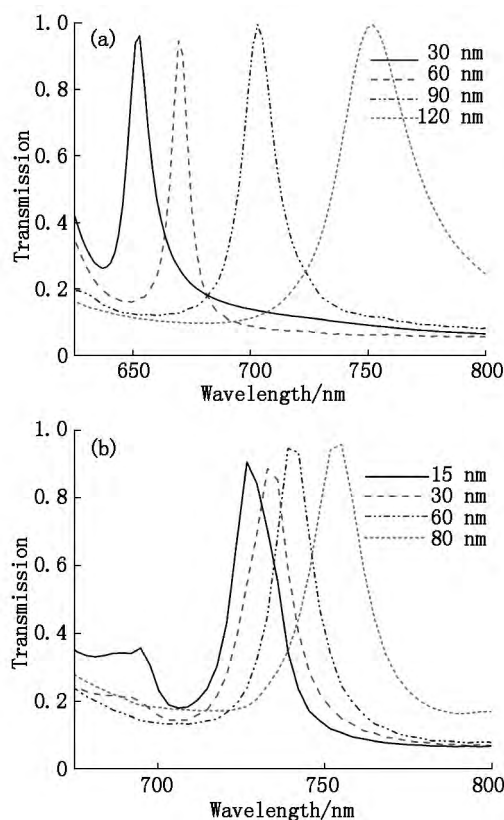 (a)
30 nm
60 nm
90 nm
120 nm
1.0
0.8
0.6
0.4
0.2
0
Transmission
650 700 750 800
Wavelength/nm
(b)
15 nm
30 nm
60 nm
80 nm
1.0
0.8
0.6
0.4
0.2
0
Transmission
700 750 800
Wavelength/nm